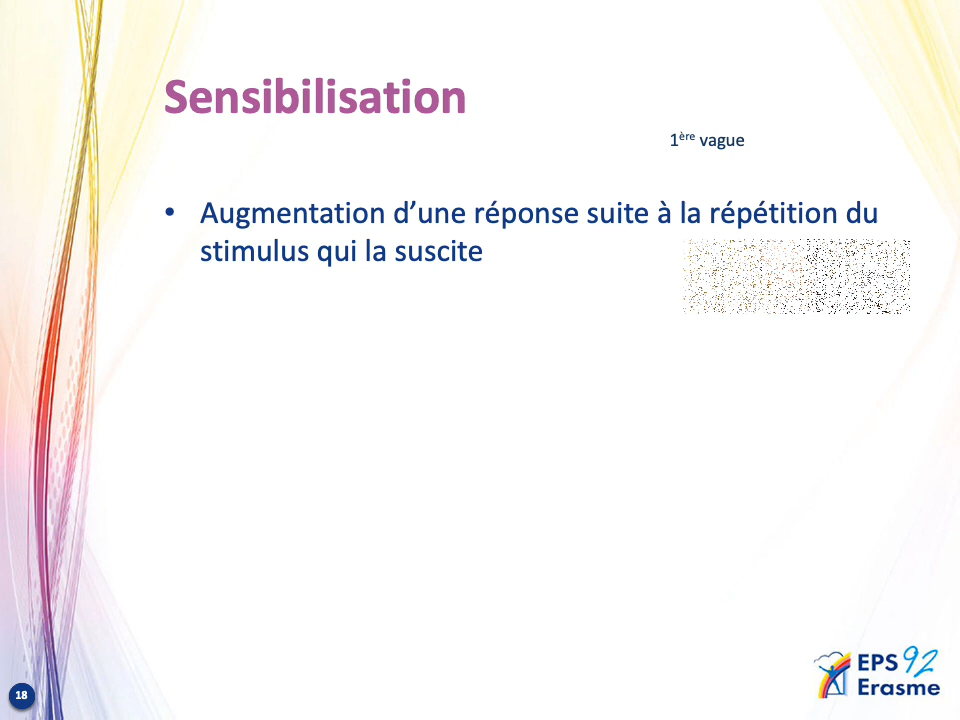 Sensibilisation
1ère vague
• Augmentation d’une réponse suite à la répétition du
stimulus qui la suscite
18
EPS 92
Erasme